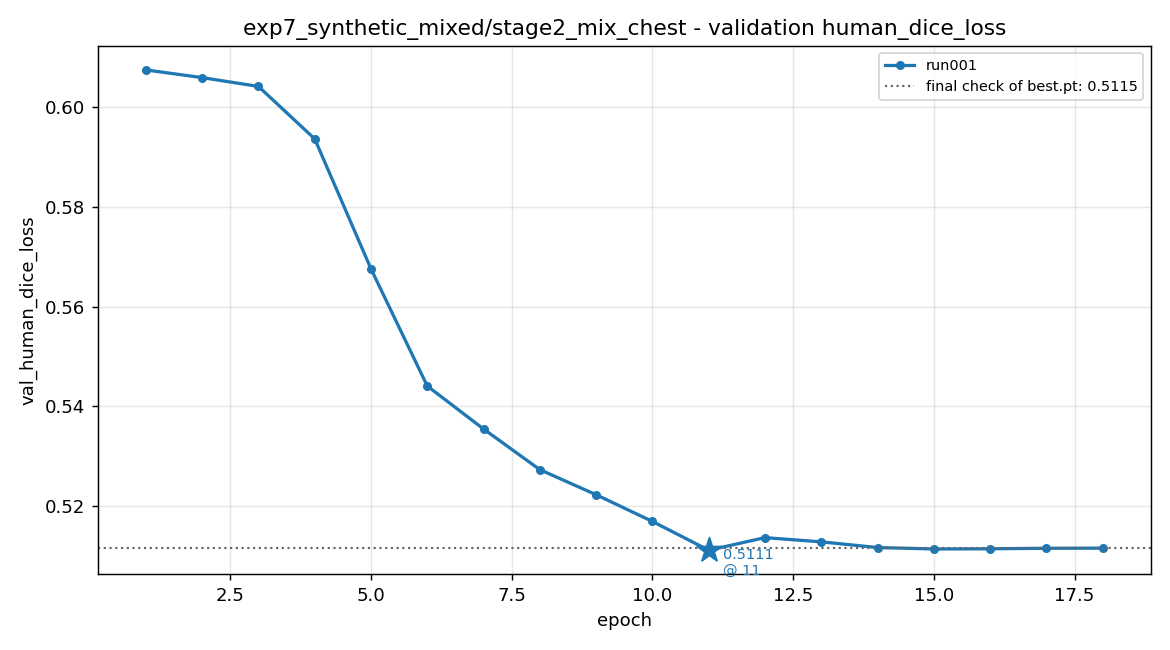 exp7_synthetic_mixed/stage2_mix_chest - validation human_dice_loss
run001
final check of best.pt: 0.5115
val_human_dice_loss
0.60
0.58
0.56
0.54
0.52
0.5111
@ 11
2.5 5.0 7.5 10.0 12.5 15.0 17.5
epoch